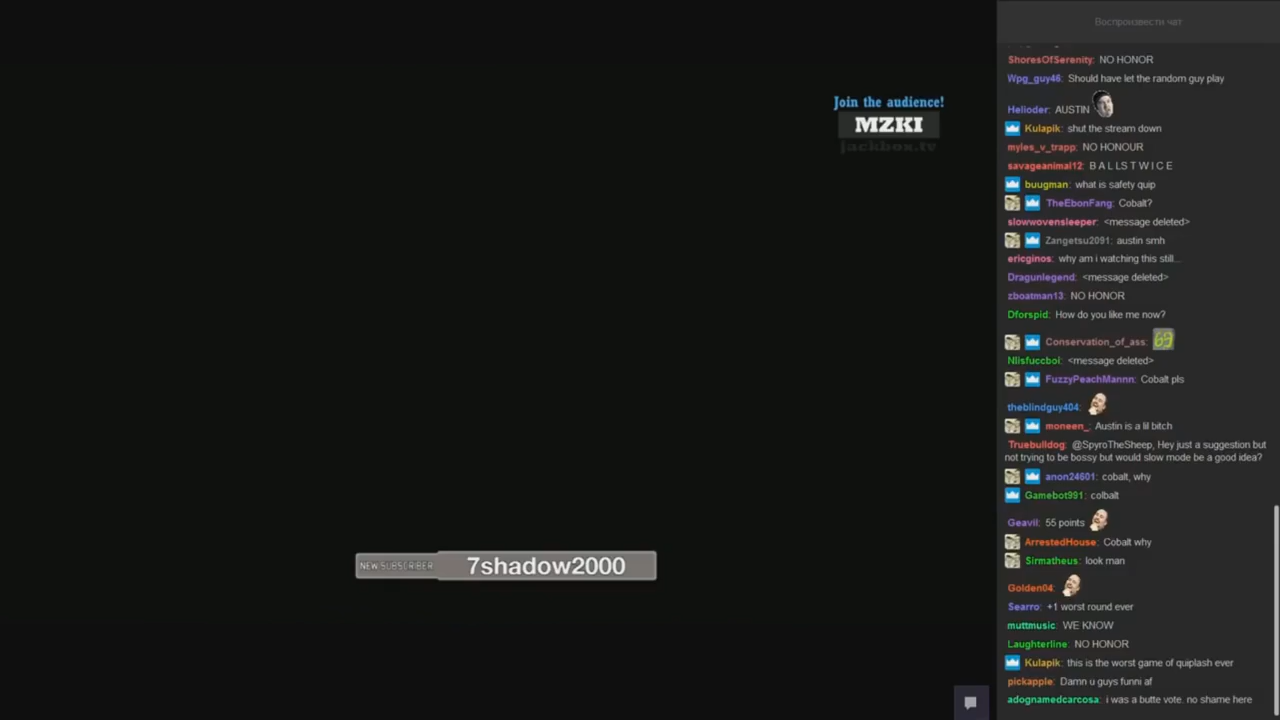 Join the audience!
MZKI
jackbox.tv
NEW SUBSCRIBER
7shadow2000
Воспроизвести чат
ShoresOfSerenity: NO HONOR
Wpg_guy46: Should have let the random guy play
Helioder: AUSTIN
Kulapik: shut the stream down
myles_v_trapp: NO HONOUR
savageanimal12: B A L L S T W I C E
buugman: what is safety quip
TheEbonFang: Cobalt?
slowwovensleeper: <message deleted>
Zangetsu2091: austin smh
ericginos: why am i watching this still...
Dragunlegend: <message deleted>
zboatman13: NO HONOR
Dforspid: How do you like me now?
Conservation_of_ass:
NIisfuccboI: <message deleted>
FuzzyPeachMannn: Cobalt pls
theblindguy404:
moneen_: Austin is a lil bitch
Truebulldog: @SpyroTheSheep, Hey just a suggestion but
not trying to be bossy but would slow mode be a good idea?
anon24601: cobalt, why
Gamebot991: colbalt
Geavil: 55 points
ArrestedHouse: Cobalt why
Sirmatheus: look man
Golden04:
Searro: +1 worst round ever
muttmusic: WE KNOW
Laughterline: NO HONOR
Kulapik: this is the worst game of quiplash ever
pickapple: Damn u guys funni af
adognamedcarcosa: i was a butte vote. no shame here